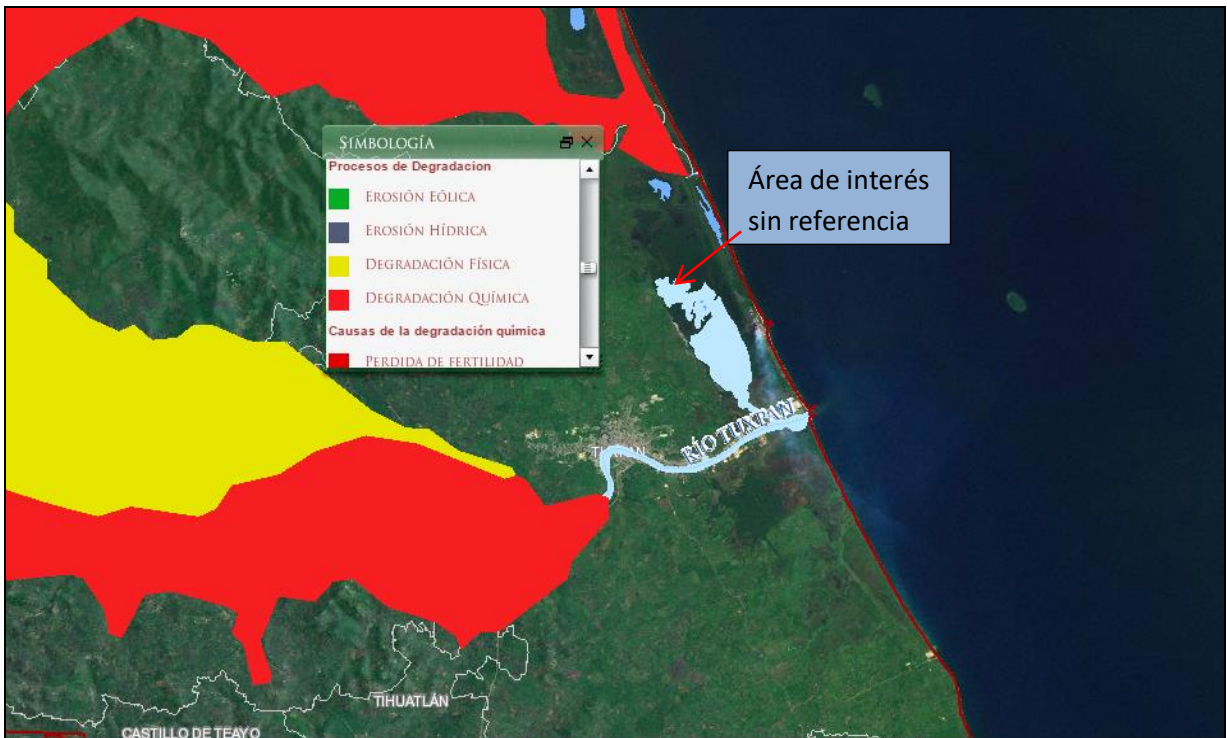 SIMBOLOGÍA
Procesos de Degradacion
EROSIÓN EÓLICA
EROSIÓN HÍDRICA
DEGRADACIÓN FÍSICA
DEGRADACIÓN QUÍMICA
Causas de la degradación química
PERDIDA DE FERTILIDAD
Área de interés
sin referencia
RÍO TUXPAN
TIHUATLÁN
CASTILLO DE TEAYO